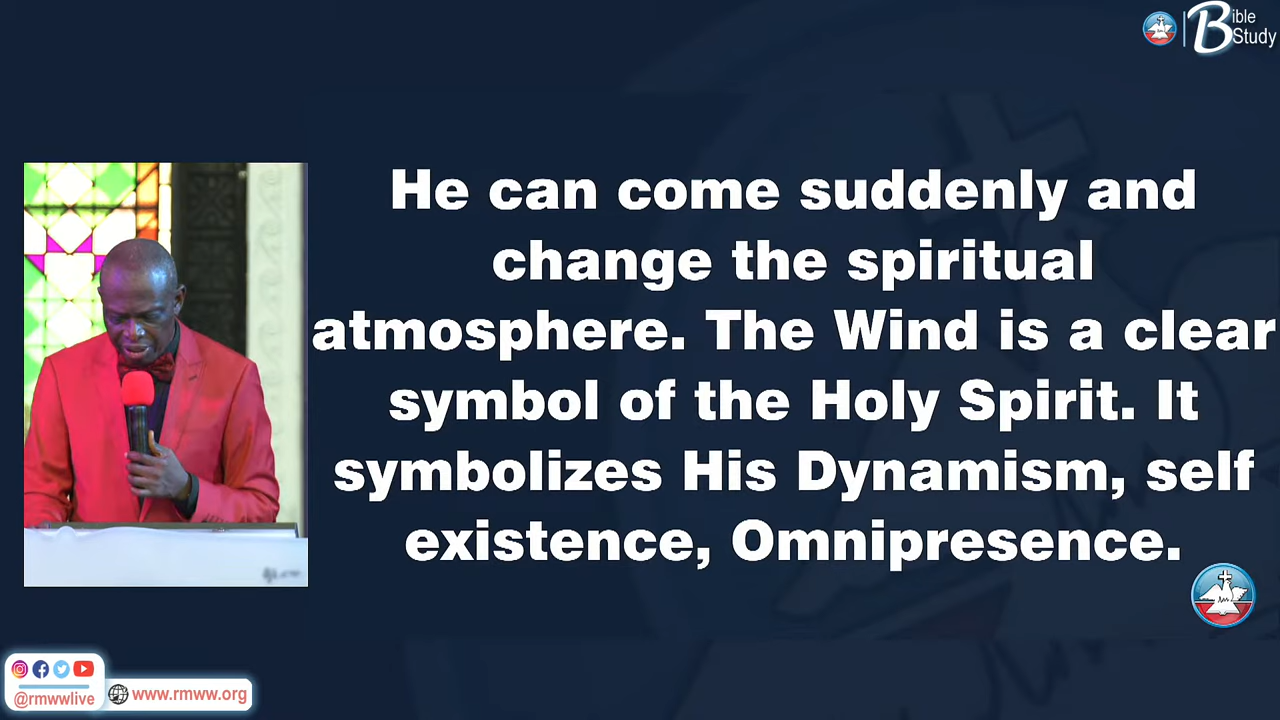 Bible
Study
He can come suddenly and
change the spiritual
atmosphere. The Wind is a clear
symbol of the Holy Spirit. It
symbolizes His Dynamism, self
existence, Omnipresence.
@rmwwlive
www.rmww.org